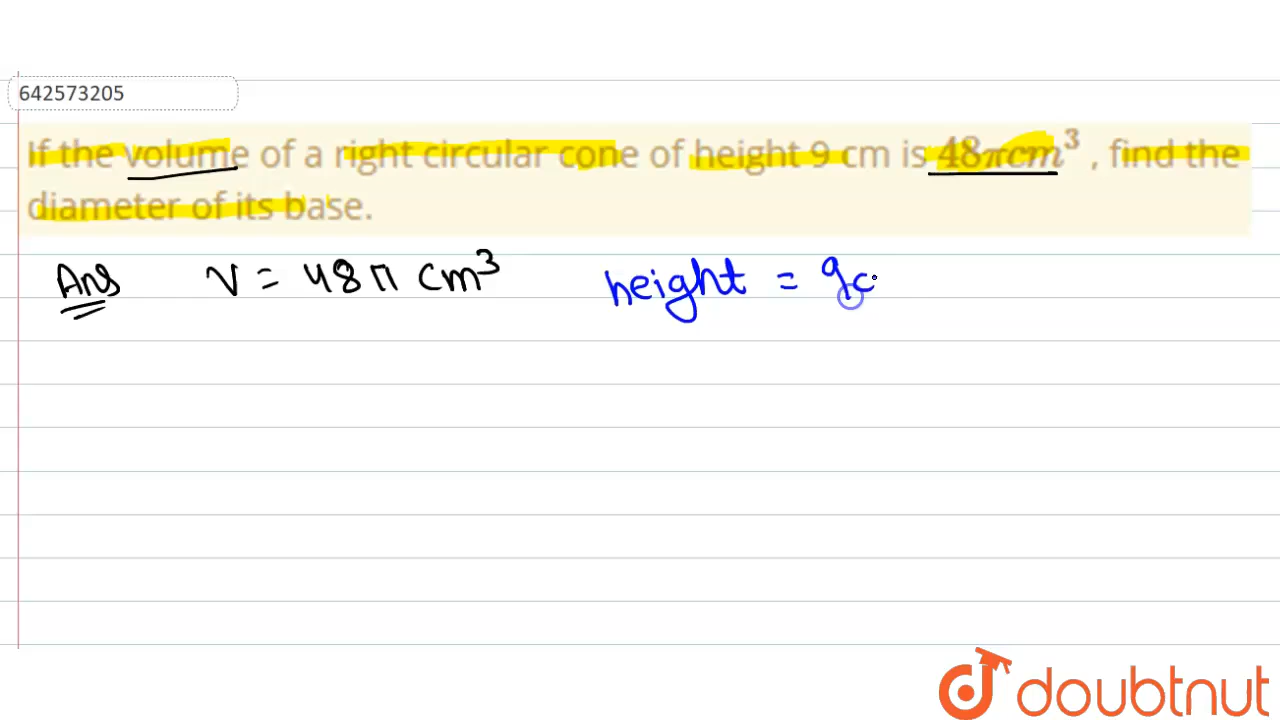 642573205
If the volume of a right circular cone of height 9 cm is 48πcm³ , find the
diameter of its base.
Ans V = 48π cm³ height = 9c
doubtnut